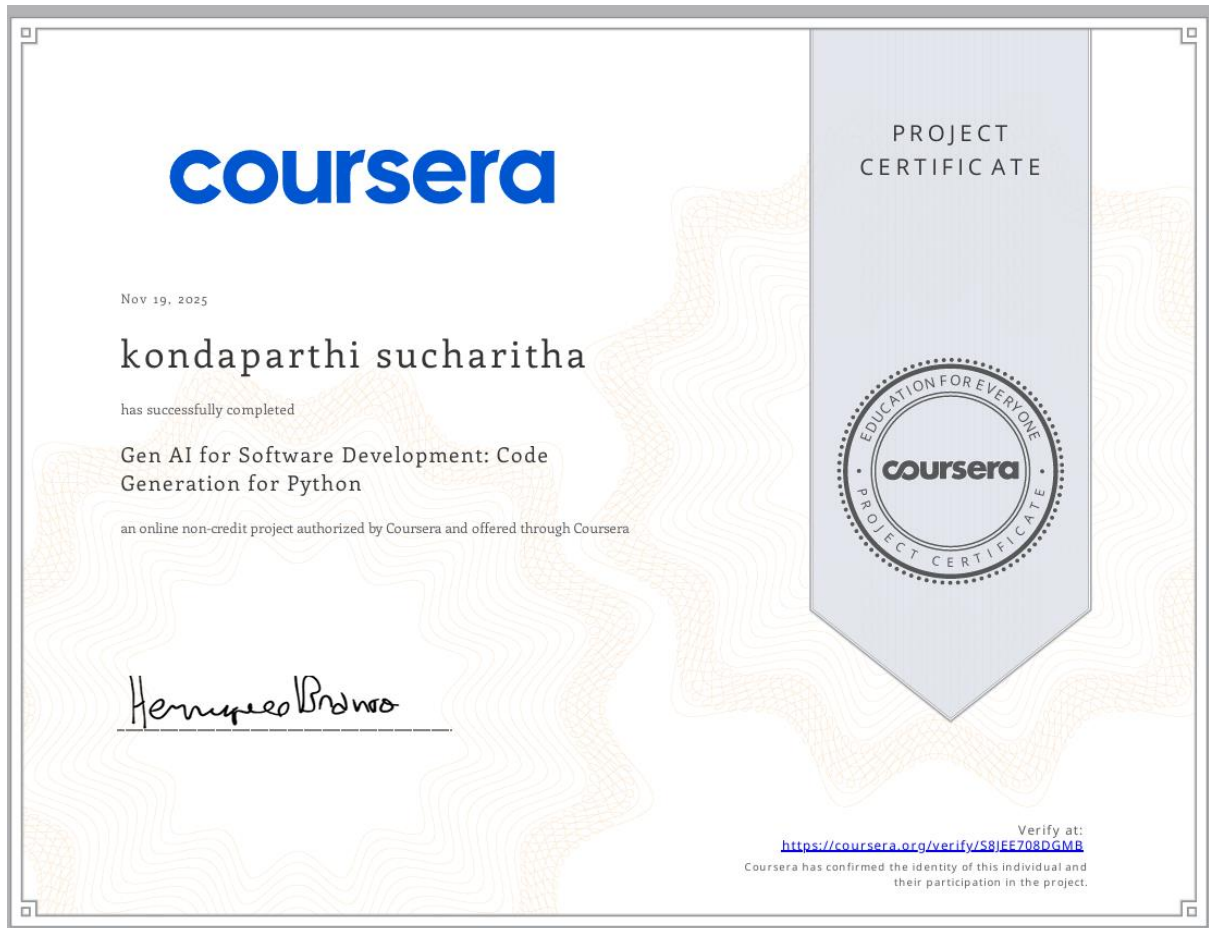 coursera
PROJECT
CERTIFICATE
Nov 19, 2025
kondaparthi sucharitha
has successfully completed
Gen AI for Software Development: Code
Generation for Python
an online non-credit project authorized by Coursera and offered through Coursera
EDUCATION FOR EVERYONE
coursera
PROJECT CERTIFICATE
Verify at:
https://coursera.org/verify/S8JEE708DGMB
Coursera has confirmed the identity of this individual and
their participation in the project.